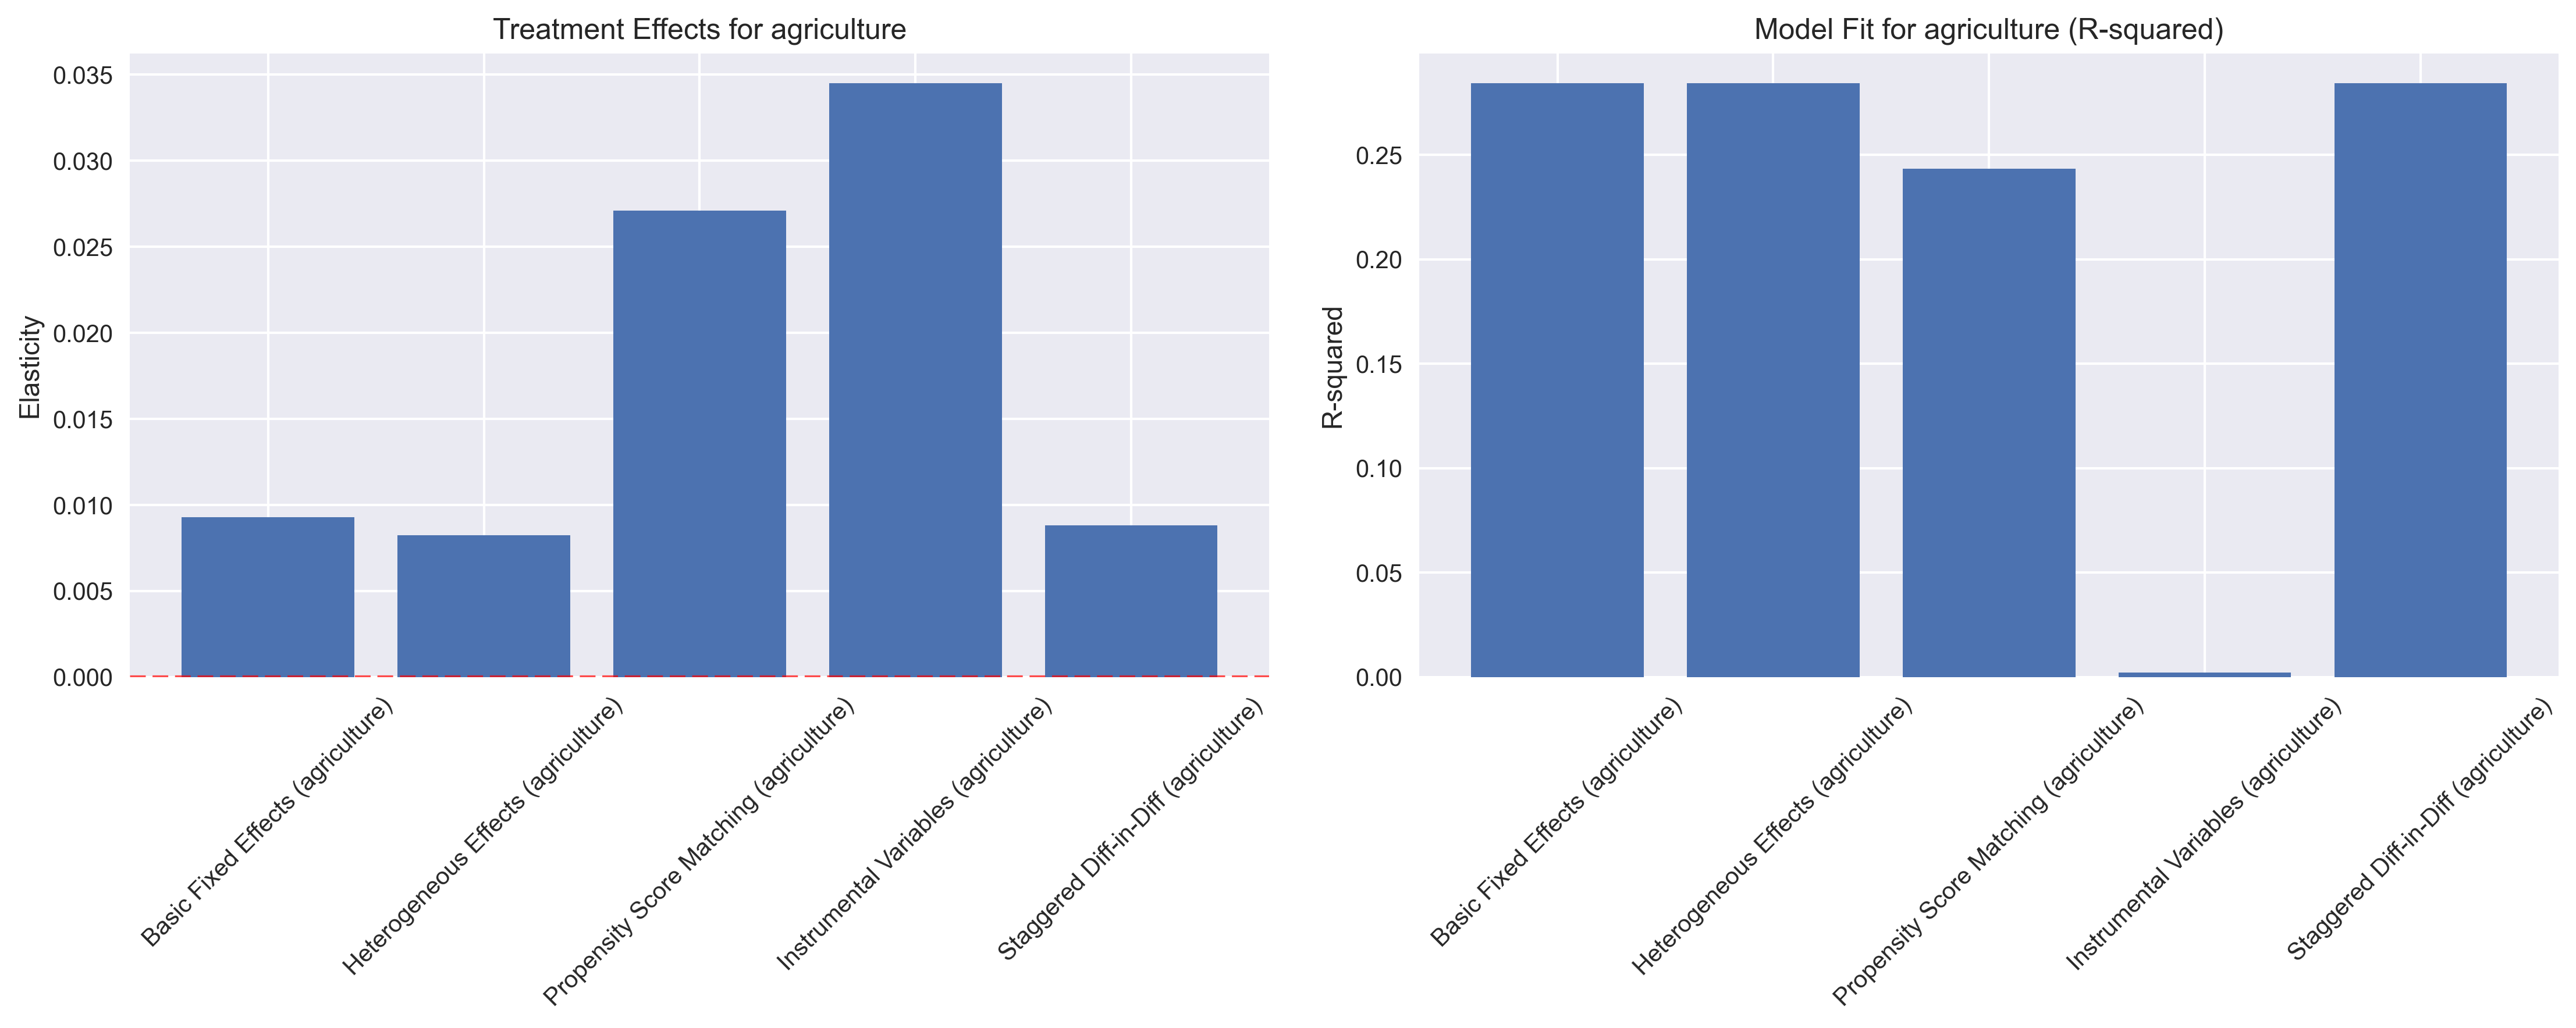 Treatment Effects for agriculture
Elasticity
0.035
0.030
0.025
0.020
0.015
0.010
0.005
0.000
Basic Fixed Effects (agriculture)
Heterogeneous Effects (agriculture)
Propensity Score Matching (agriculture)
Instrumental Variables (agriculture)
Staggered Diff-in-Diff (agriculture)
Model Fit for agriculture (R-squared)
R-squared
0.25
0.20
0.15
0.10
0.05
0.00
Basic Fixed Effects (agriculture)
Heterogeneous Effects (agriculture)
Propensity Score Matching (agriculture)
Instrumental Variables (agriculture)
Staggered Diff-in-Diff (agriculture)